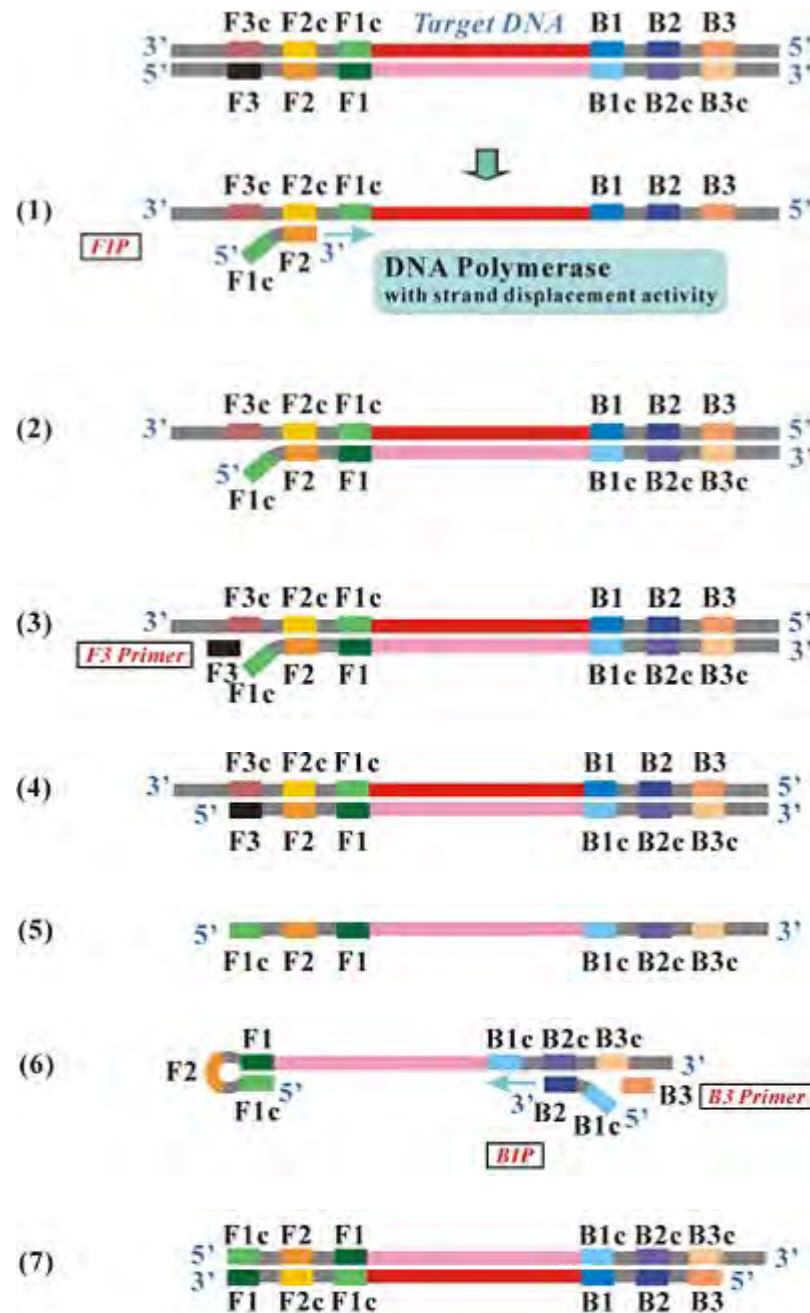 F3c F2c F1c Target DNA B1 B2 B3
3’ 5’
5’ 3’
F3 F2 F1 B1c B2c B3c
F3c F2c F1c B1 B2 B3
(1) 3’ 5’
FIP 5’ F2 3’
F1c
DNA Polymerase
with strand displacement activity
F3c F2c F1c B1 B2 B3
(2) 3’ 5’
3’
5’ F2 F1 B1c B2c B3c
F1c
F3c F2c F1c B1 B2 B3
(3) 3’ 5’
3’
F3 Primer F3 F1c F2 F1 B1c B2c B3c
F3c F2c F1c B1 B2 B3
(4) 3’ 5’
5’ 3’
F3 F2 F1 B1c B2c B3c
(5) 5’ 3’
F1c F2 F1 B1c B2c B3c
F1 B1c B2c B3c
(6) F2 3’
F1c 5’ 3’ B2 B1c 5’ B3 B3 Primer
BIP
F1c F2 F1 B1c B2c B3c
(7) 5’ 3’
3’ 5’
F1 F2c F1c B1 B2 B3